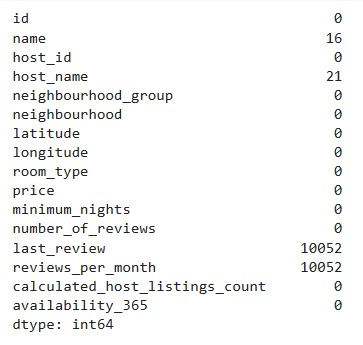 id 0
name 16
host_id 0
host_name 21
neighbourhood_group 0
neighbourhood 0
latitude 0
longitude 0
room_type 0
price 0
minimum_nights 0
number_of_reviews 0
last_review 10052
reviews_per_month 10052
calculated_host_listings_count 0
availability_365 0
dtype: int64